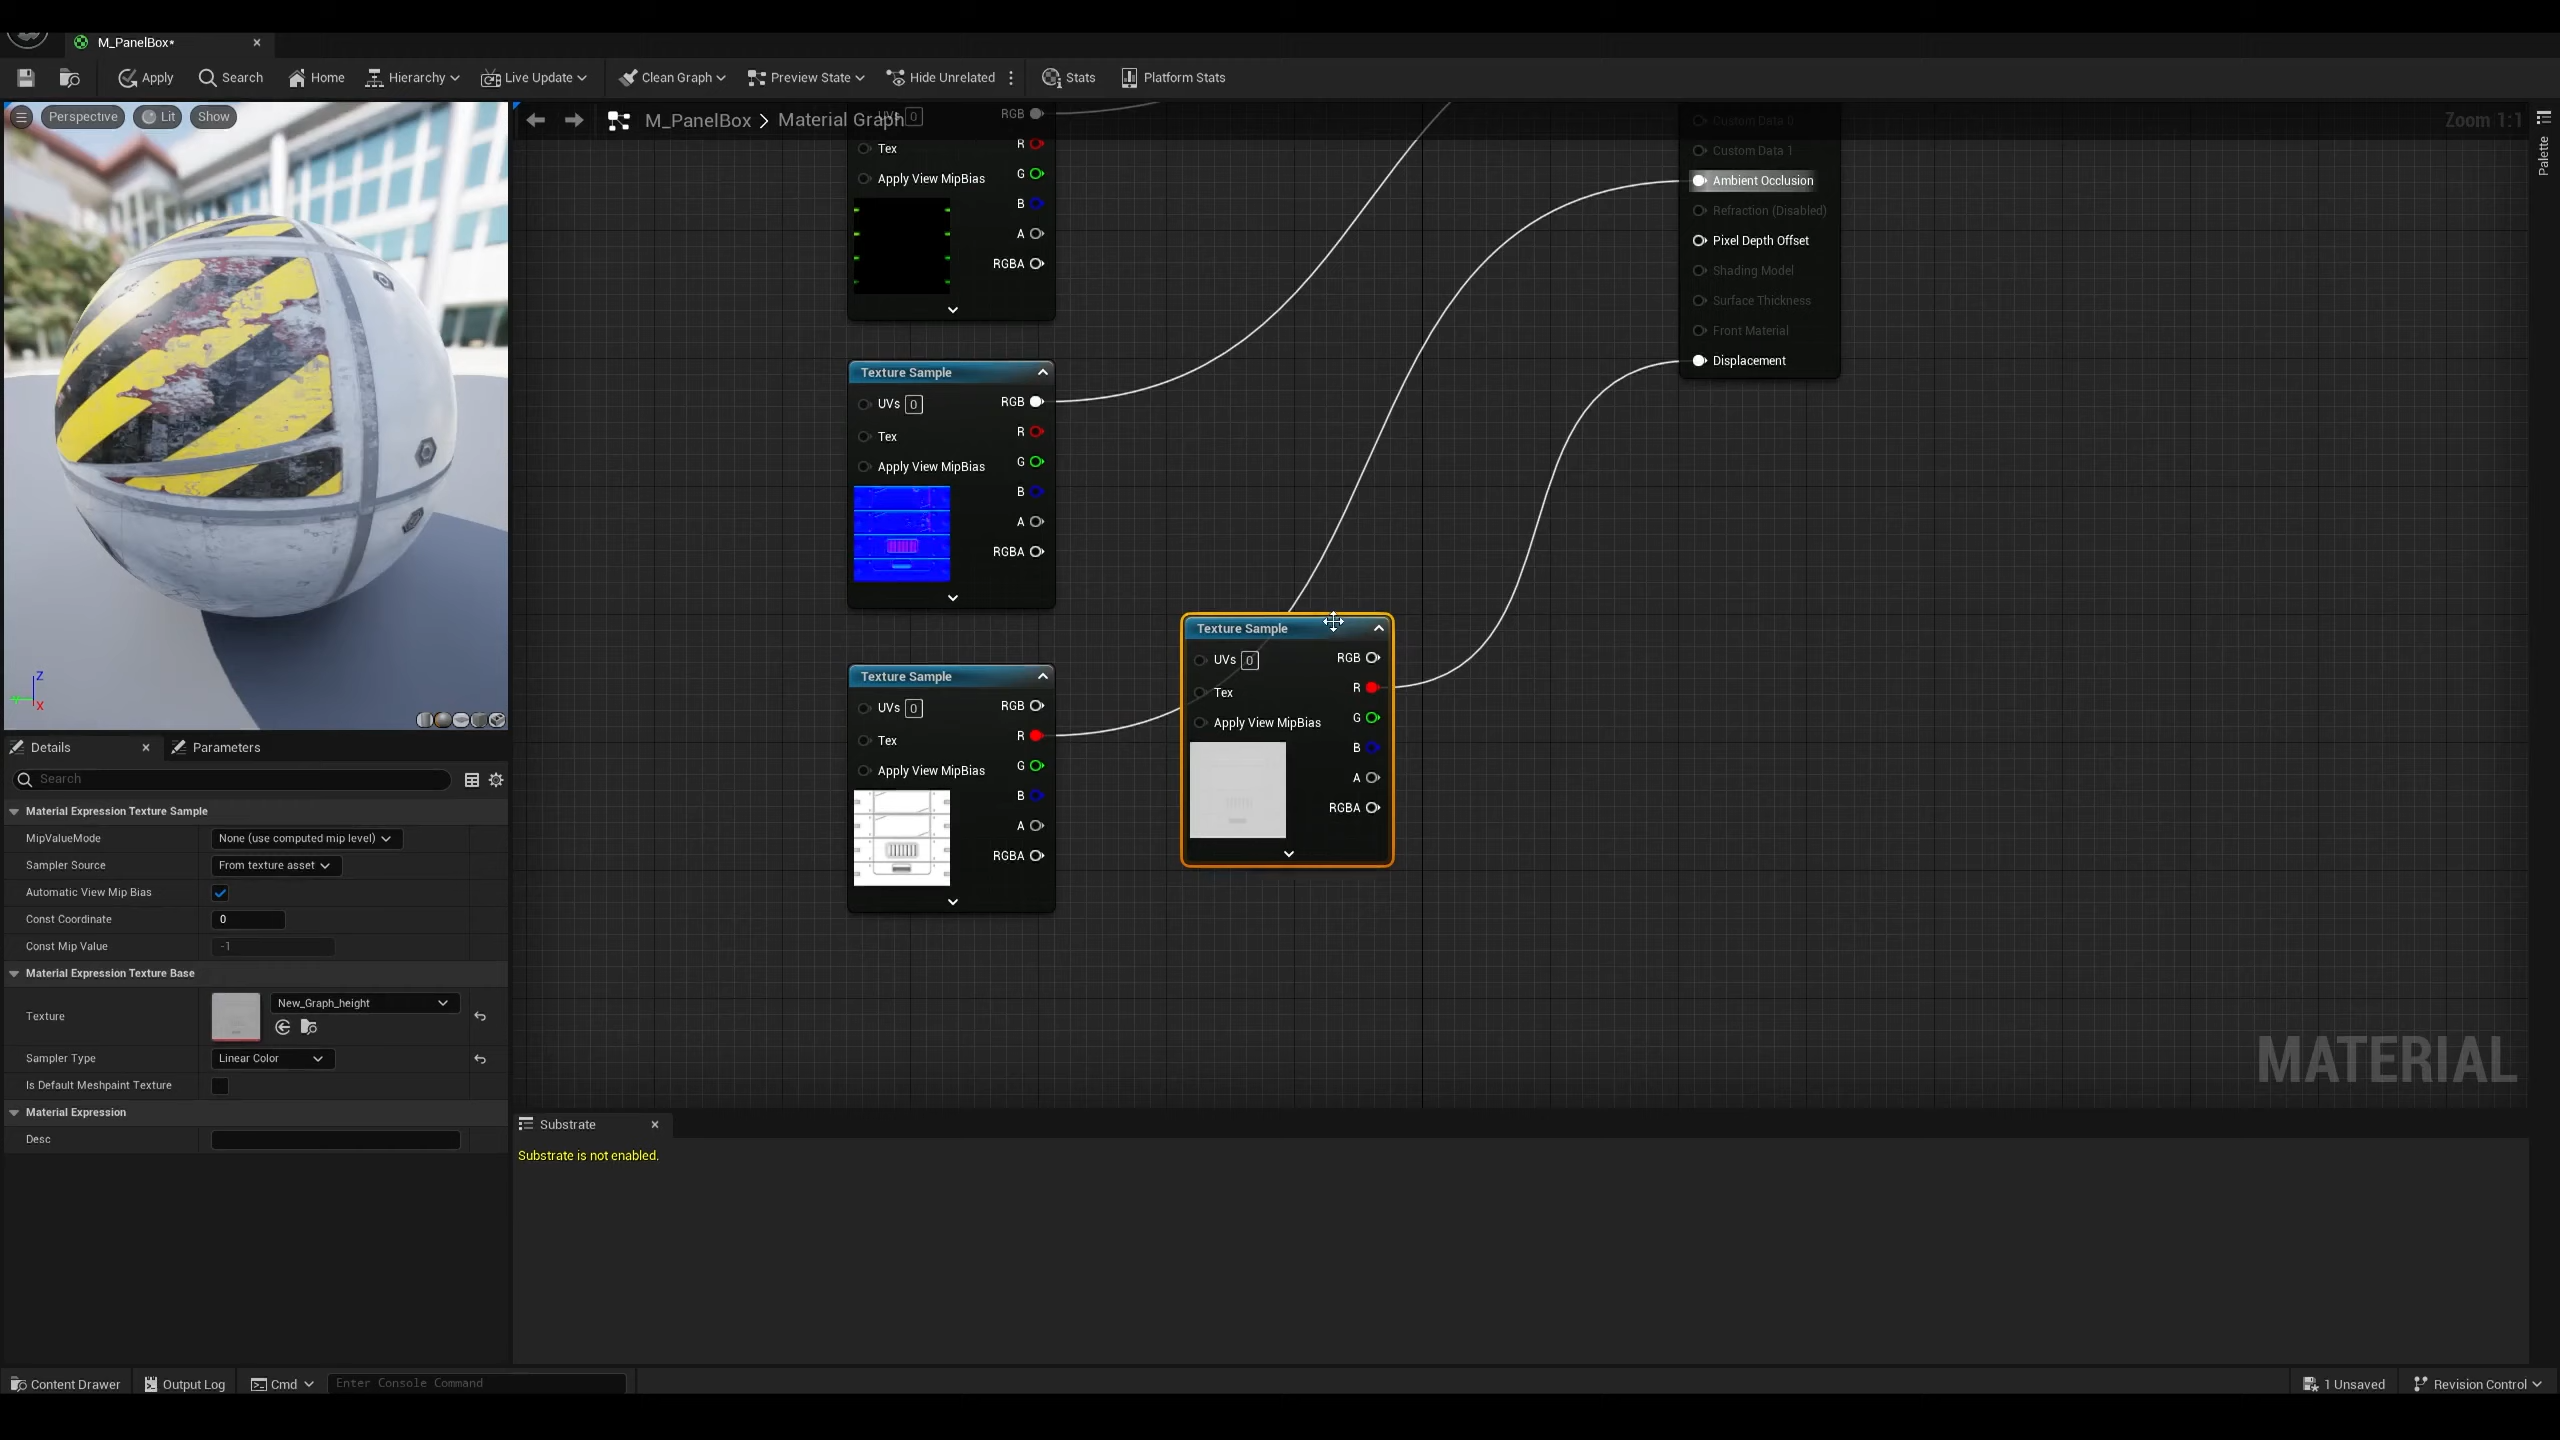 M_PanelBox*
Apply
Search
Home
Hierarchy
Live Update
Clean Graph
Preview State
Hide Unrelated
Stats
Platform Stats
Perspective
Lit
Show
M_PanelBox > Material Graph
Zoom 1:1
Palette
UVs 0
RGB
Tex
R
Apply View MipBias
G
B
A
RGBA
Custom Data 0
Custom Data 1
Ambient Occlusion
Refraction (Disabled)
Pixel Depth Offset
Shading Model
Surface Thickness
Front Material
Displacement
Texture Sample
UVs 0
RGB
R
Tex
G
Apply View MipBias
B
A
RGBA
Texture Sample
UVs 0
RGB
R
Tex
G
Apply View MipBias
B
A
RGBA
Texture Sample
UVs 0
RGB
R
Tex
G
Apply View MipBias
B
A
RGBA
Z
X
Details
Parameters
Search
Material Expression Texture Sample
MipValueMode
None (use computed mip level)
Sampler Source
From texture asset
Automatic View Mip Bias
Const Coordinate
0
Const Mip Value
-1
Material Expression Texture Base
Texture
New_Graph_height
Sampler Type
Linear Color
Is Default Meshpaint Texture
Material Expression
Desc
MATERIAL
Substrate
Substrate is not enabled.
Content Drawer
Output Log
Cmd
Enter Console Command
1 Unsaved
Revision Control